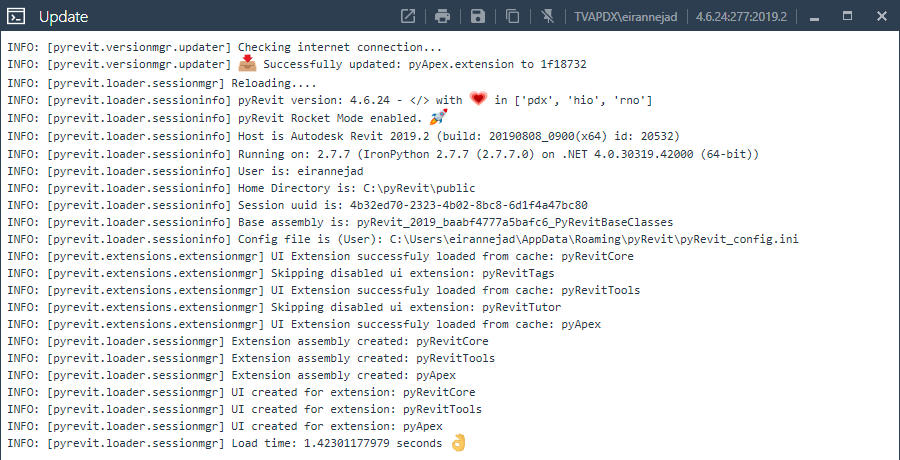 Update TVAPDX\eirannejad 4.6.24:277:2019.2
INFO: [pyrevit.versionmgr.updater] Checking internet connection...
INFO: [pyrevit.versionmgr.updater] 📥 Successfully updated: pyApex.extension to 1f18732
INFO: [pyrevit.loader.sessionmgr] Reloading....
INFO: [pyrevit.loader.sessioninfo] pyRevit version: 4.6.24 - </> with 💗 in ['pdx', 'hio', 'rno']
INFO: [pyrevit.loader.sessioninfo] pyRevit Rocket Mode enabled. 🚀
INFO: [pyrevit.loader.sessioninfo] Host is Autodesk Revit 2019.2 (build: 20190808_0900(x64) id: 20532)
INFO: [pyrevit.loader.sessioninfo] Running on: 2.7.7 (IronPython 2.7.7 (2.7.7.0) on .NET 4.0.30319.42000 (64-bit))
INFO: [pyrevit.loader.sessioninfo] User is: eirannejad
INFO: [pyrevit.loader.sessioninfo] Home Directory is: C:\pyRevit\public
INFO: [pyrevit.loader.sessioninfo] Session uuid is: 4b32ed70-2323-4b02-8bc8-6d1f4a47bc80
INFO: [pyrevit.loader.sessioninfo] Base assembly is: pyRevit_2019_baabf4777a5bafc6_PyRevitBaseClasses
INFO: [pyrevit.loader.sessioninfo] Config file is (User): C:\Users\eirannejad\AppData\Roaming\pyRevit\pyRevit_config.ini
INFO: [pyrevit.extensions.extensionmgr] UI Extension successfuly loaded from cache: pyRevitCore
INFO: [pyrevit.extensions.extensionmgr] Skipping disabled ui extension: pyRevitTags
INFO: [pyrevit.extensions.extensionmgr] UI Extension successfuly loaded from cache: pyRevitTools
INFO: [pyrevit.extensions.extensionmgr] Skipping disabled ui extension: pyRevitTutor
INFO: [pyrevit.extensions.extensionmgr] UI Extension successfuly loaded from cache: pyApex
INFO: [pyrevit.loader.sessionmgr] Extension assembly created: pyRevitCore
INFO: [pyrevit.loader.sessionmgr] Extension assembly created: pyRevitTools
INFO: [pyrevit.loader.sessionmgr] Extension assembly created: pyApex
INFO: [pyrevit.loader.sessionmgr] UI created for extension: pyRevitCore
INFO: [pyrevit.loader.sessionmgr] UI created for extension: pyRevitTools
INFO: [pyrevit.loader.sessionmgr] UI created for extension: pyApex
INFO: [pyrevit.loader.sessionmgr] Load time: 1.42301177979 seconds 👌